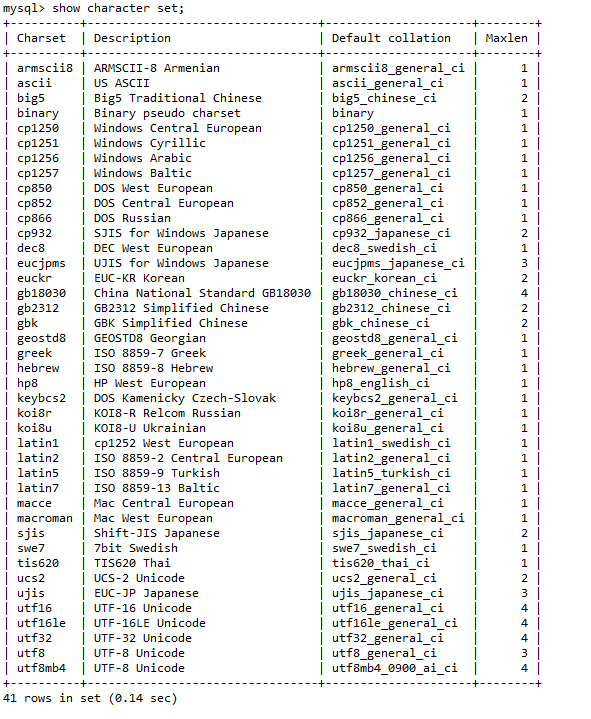 mysql> show character set;
+----------+---------------------------------+---------------------+--------+
| Charset  | Description                     | Default collation   | Maxlen |
+----------+---------------------------------+---------------------+--------+
| armscii8 | ARMSCII-8 Armenian              | armscii8_general_ci |      1 |
| ascii    | US ASCII                        | ascii_general_ci    |      1 |
| big5     | Big5 Traditional Chinese        | big5_chinese_ci     |      2 |
| binary   | Binary pseudo charset           | binary              |      1 |
| cp1250   | Windows Central European        | cp1250_general_ci   |      1 |
| cp1251   | Windows Cyrillic                | cp1251_general_ci   |      1 |
| cp1256   | Windows Arabic                  | cp1256_general_ci   |      1 |
| cp1257   | Windows Baltic                  | cp1257_general_ci   |      1 |
| cp850    | DOS West European               | cp850_general_ci    |      1 |
| cp852    | DOS Central European            | cp852_general_ci    |      1 |
| cp866    | DOS Russian                     | cp866_general_ci    |      1 |
| cp932    | SJIS for Windows Japanese       | cp932_japanese_ci   |      2 |
| dec8     | DEC West European               | dec8_swedish_ci     |      1 |
| eucjpms  | UJIS for Windows Japanese       | eucjpms_japanese_ci |      3 |
| euckr    | EUC-KR Korean                   | euckr_korean_ci     |      2 |
| gb18030  | China National Standard GB18030 | gb18030_chinese_ci  |      4 |
| gb2312   | GB2312 Simplified Chinese       | gb2312_chinese_ci   |      2 |
| gbk      | GBK Simplified Chinese          | gbk_chinese_ci      |      2 |
| geostd8  | GEOSTD8 Georgian                | geostd8_general_ci  |      1 |
| greek    | ISO 8859-7 Greek                | greek_general_ci    |      1 |
| hebrew   | ISO 8859-8 Hebrew               | hebrew_general_ci   |      1 |
| hp8      | HP West European                | hp8_english_ci      |      1 |
| keybcs2  | DOS Kamenicky Czech-Slovak      | keybcs2_general_ci  |      1 |
| koi8r    | KOI8-R Relcom Russian           | koi8r_general_ci    |      1 |
| koi8u    | KOI8-U Ukrainian                | koi8u_general_ci    |      1 |
| latin1   | cp1252 West European            | latin1_swedish_ci   |      1 |
| latin2   | ISO 8859-2 Central European     | latin2_general_ci   |      1 |
| latin5   | ISO 8859-9 Turkish              | latin5_turkish_ci   |      1 |
| latin7   | ISO 8859-13 Baltic              | latin7_general_ci   |      1 |
| macce    | Mac Central European            | macce_general_ci    |      1 |
| macroman | Mac West European               | macroman_general_ci |      1 |
| sjis     | Shift-JIS Japanese              | sjis_japanese_ci    |      2 |
| swe7     | 7bit Swedish                    | swe7_swedish_ci     |      1 |
| tis620   | TIS620 Thai                     | tis620_thai_ci      |      1 |
| ucs2     | UCS-2 Unicode                   | ucs2_general_ci     |      2 |
| ujis     | EUC-JP Japanese                 | ujis_japanese_ci    |      3 |
| utf16    | UTF-16 Unicode                  | utf16_general_ci    |      4 |
| utf16le  | UTF-16LE Unicode                | utf16le_general_ci  |      4 |
| utf32    | UTF-32 Unicode                  | utf32_general_ci    |      4 |
| utf8     | UTF-8 Unicode                   | utf8_general_ci     |      3 |
| utf8mb4  | UTF-8 Unicode                   | utf8mb4_0900_ai_ci  |      4 |
+----------+---------------------------------+---------------------+--------+
41 rows in set (0.14 sec)